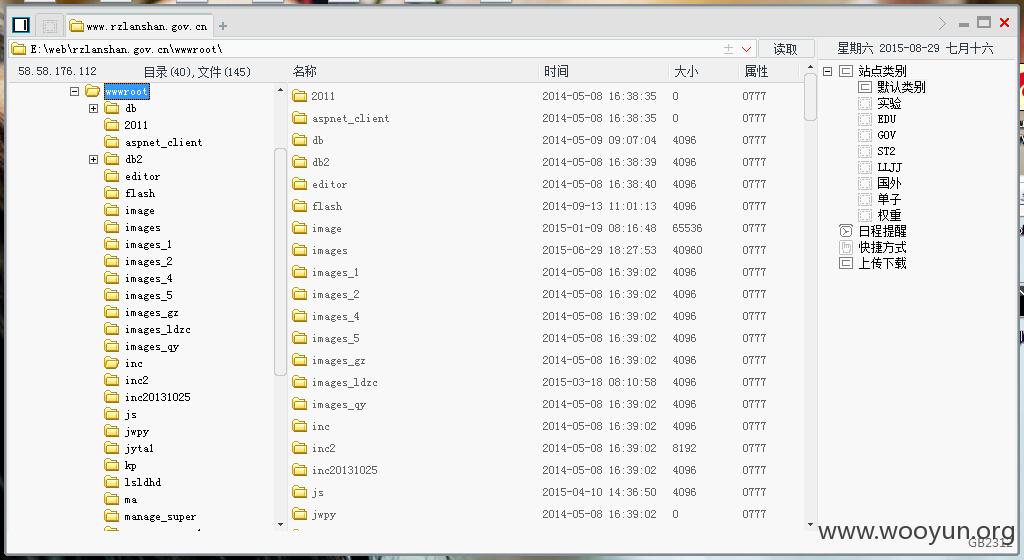 www.rzlanshan.gov.cn
E:\web\rzlanshan.gov.cn\wwwroot\
读取
星期六 2015-08-29 七月十六
58.58.176.112
目录(40),文件(145)
wwwroot
db
2011
aspnet_client
db2
editor
flash
image
images
images_1
images_2
images_4
images_5
images_gz
images_ldzc
images_qy
inc
inc2
inc20131025
js
jwpy
jyta1
kp
lsldhd
ma
manage_super
名称 时间 大小 属性
2011 2014-05-08 16:38:35 0 0777
aspnet_client 2014-05-08 16:38:35 0 0777
db 2014-05-09 09:07:04 4096 0777
db2 2014-05-08 16:38:39 4096 0777
editor 2014-05-08 16:38:40 4096 0777
flash 2014-09-13 11:01:13 4096 0777
image 2015-01-09 08:16:48 65536 0777
images 2015-06-29 18:27:53 40960 0777
images_1 2014-05-08 16:39:02 4096 0777
images_2 2014-05-08 16:39:02 4096 0777
images_4 2014-05-08 16:39:02 4096 0777
images_5 2014-05-08 16:39:02 4096 0777
images_gz 2014-05-08 16:39:02 4096 0777
images_ldzc 2015-03-18 08:10:58 4096 0777
images_qy 2014-05-08 16:39:02 4096 0777
inc 2014-05-08 16:39:02 4096 0777
inc2 2014-05-08 16:39:02 8192 0777
inc20131025 2014-05-08 16:39:02 4096 0777
js 2015-04-10 14:36:50 4096 0777
jwpy 2014-05-08 16:39:02 0 0777
站点类别
默认类别
实验
EDU
GOV
ST2
LLJJ
国外
单子
权重
日程提醒
快捷方式
上传下载
www.wooyun.org
GB2312